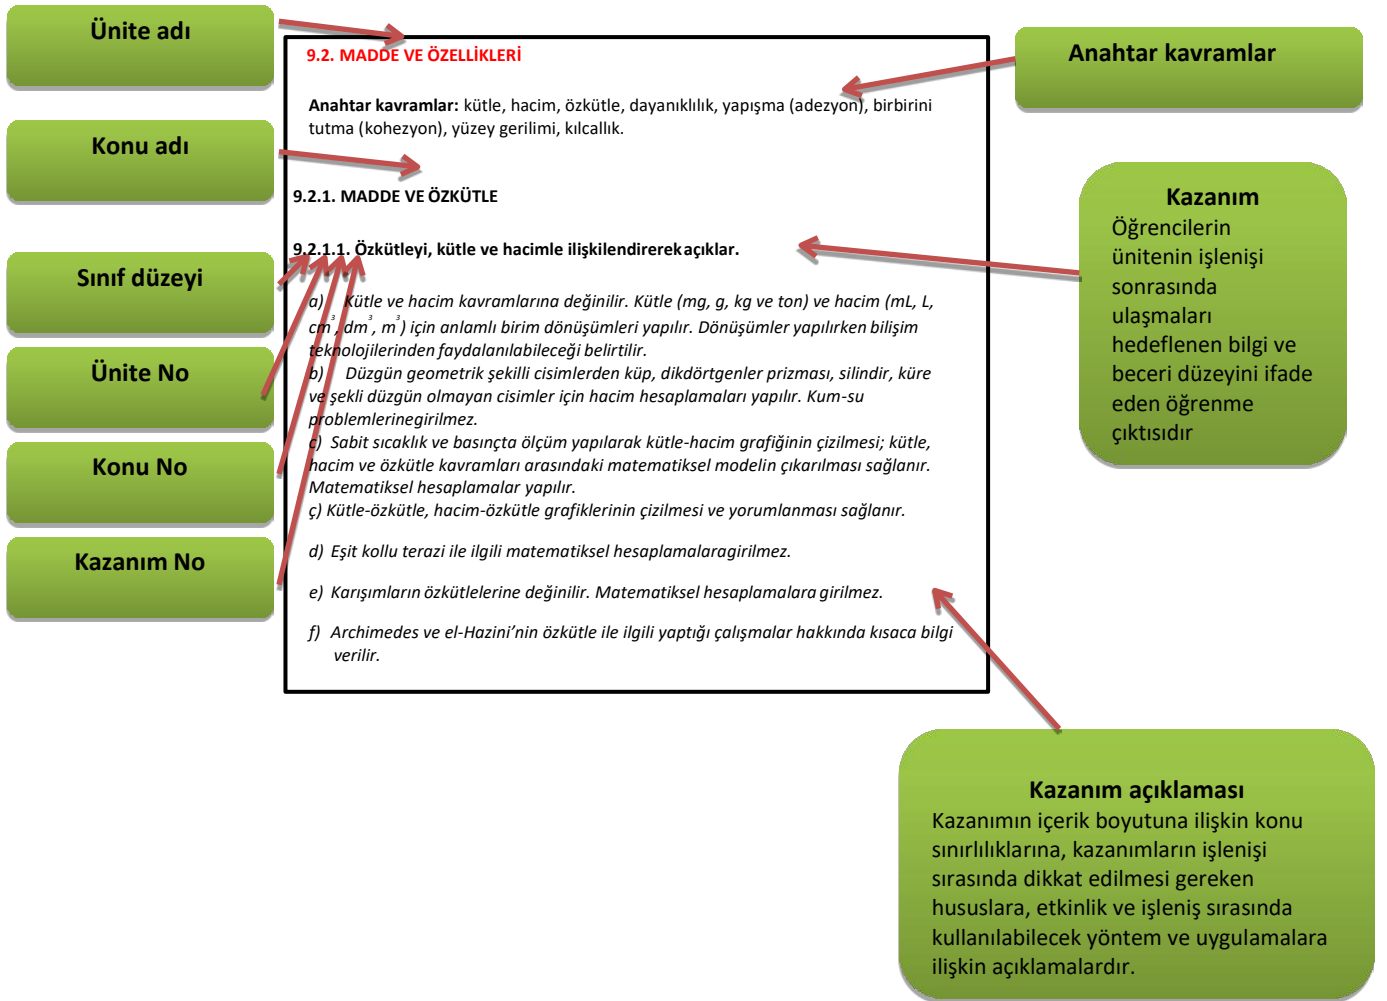 Ünite adı
Konu adı
Sınıf düzeyi
Ünite No
Konu No
Kazanım No
9.2. MADDE VE ÖZELLİKLERİ
Anahtar kavramlar: kütle, hacim, özkütle, dayanıklılık, yapışma (adezyon), birbirini
tutma (kohezyon), yüzey gerilimi, kılcallık.
9.2.1. MADDE VE ÖZKÜTLE
9.2.1.1. Özkütleyi, kütle ve hacimle ilişkilendirerekaçıklar.
a) Kütle ve hacim kavramlarına değinilir. Kütle (mg, g, kg ve ton) ve hacim (mL, L,
cm³, dm³, m³) için anlamlı birim dönüşümleri yapılır. Dönüşümler yapılırken bilişim
teknolojilerinden faydalanılabileceği belirtilir.
b) Düzgün geometrik şekilli cisimlerden küp, dikdörtgenler prizması, silindir, küre
ve şekli düzgün olmayan cisimler için hacim hesaplamaları yapılır. Kum-su
problemlerinegirilmez.
c) Sabit sıcaklık ve basınçta ölçüm yapılarak kütle-hacim grafiğinin çizilmesi; kütle,
hacim ve özkütle kavramları arasındaki matematiksel modelin çıkarılması sağlanır.
Matematiksel hesaplamalar yapılır.
ç) Kütle-özkütle, hacim-özkütle grafiklerinin çizilmesi ve yorumlanması sağlanır.
d) Eşit kollu terazi ile ilgili matematiksel hesaplamalaragirilmez.
e) Karışımların özkütlelerine değinilir. Matematiksel hesaplamalara girilmez.
f) Archimedes ve el-Hazini’nin özkütle ile ilgili yaptığı çalışmalar hakkında kısaca bilgi
verilir.
Anahtar kavramlar
Kazanım
Öğrencilerin
ünitenin işlenişi
sonrasında
ulaşmaları
hedeflenen bilgi ve
beceri düzeyini ifade
eden öğrenme
çıktısıdır
Kazanım açıklaması
Kazanımın içerik boyutuna ilişkin konu
sınırlılıklarına, kazanımların işlenişi
sırasında dikkat edilmesi gereken
hususlara, etkinlik ve işleniş sırasında
kullanılabilecek yöntem ve uygulamalara
ilişkin açıklamalardır.